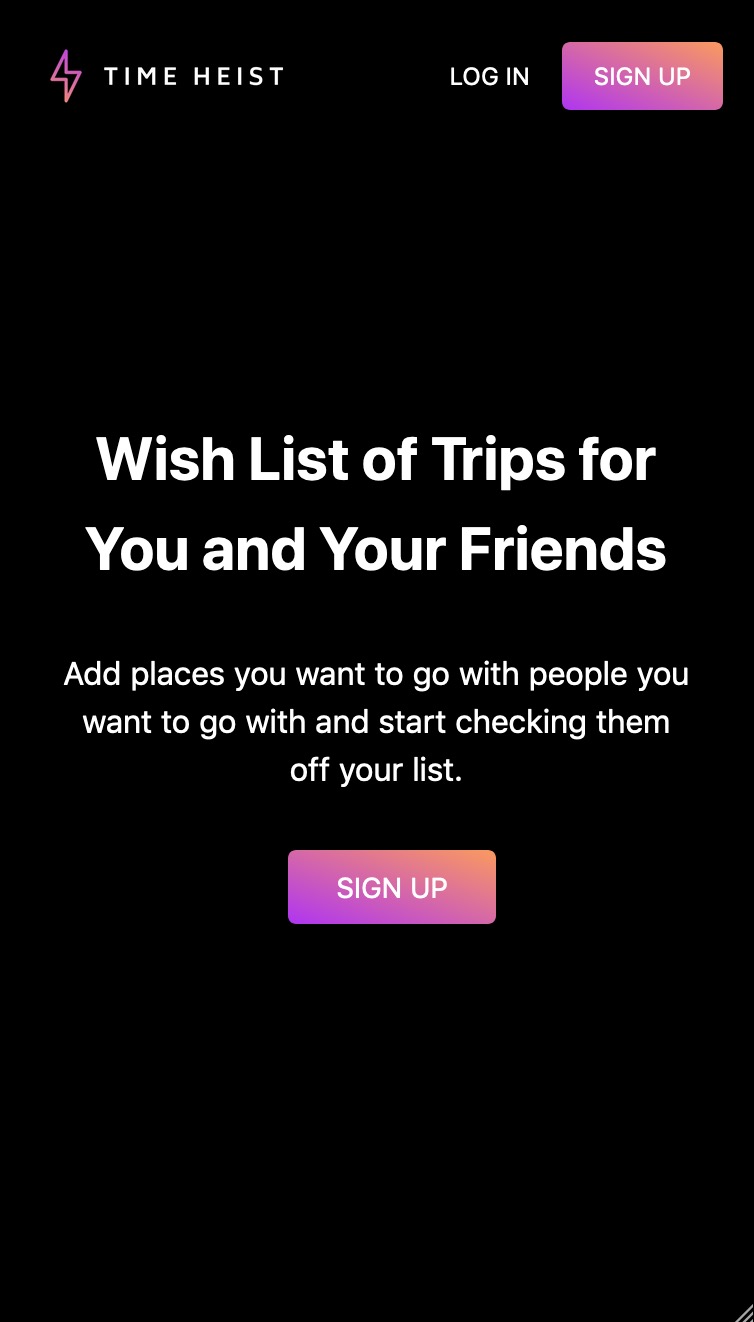 TIME HEIST
LOG IN
SIGN UP
Wish List of Trips for
You and Your Friends
Add places you want to go with people you
want to go with and start checking them
off your list.
SIGN UP